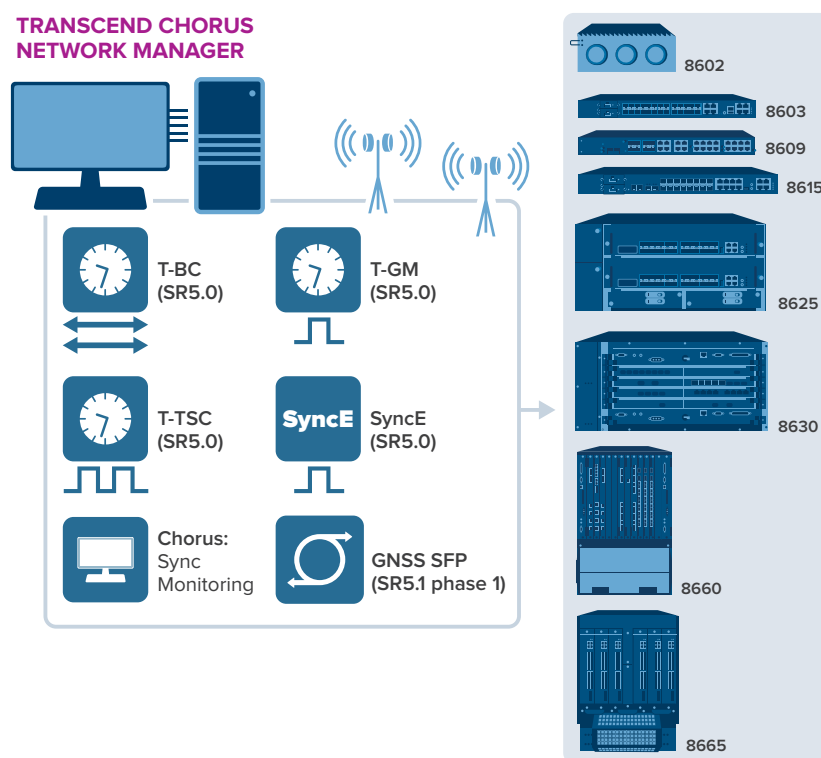 TRANSCEND CHORUS
NETWORK MANAGER
T-BC
(SR5.0)
T-GM
(SR5.0)
T-TSC
(SR5.0)
SyncE
SyncE
(SR5.0)
Chorus:
Sync
Monitoring
GNSS SFP
(SR5.1 phase 1)
8602
8603
8609
8615
8625
8630
8660
8665